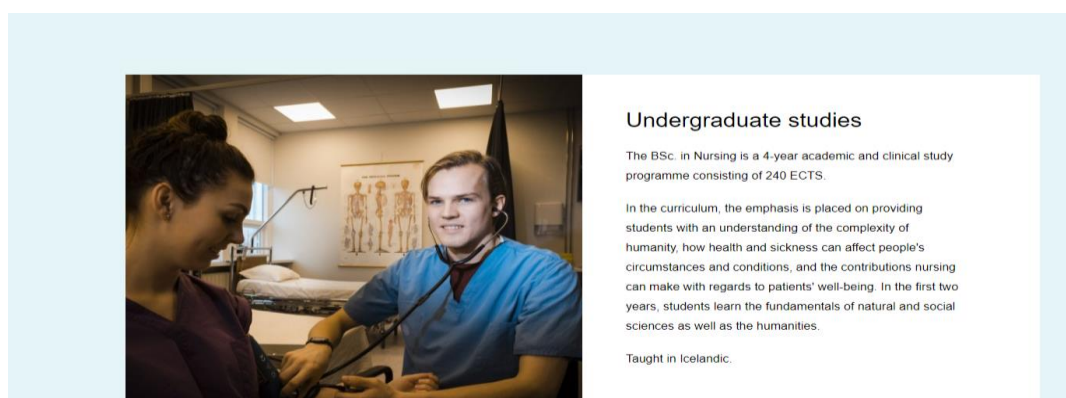 Undergraduate studies
The BSc. in Nursing is a 4-year academic and clinical study
programme consisting of 240 ECTS.
In the curriculum, the emphasis is placed on providing
students with an understanding of the complexity of
humanity, how health and sickness can affect people's
circumstances and conditions, and the contributions nursing
can make with regards to patients' well-being. In the first two
years, students learn the fundamentals of natural and social
sciences as well as the humanities.
Taught in Icelandic.